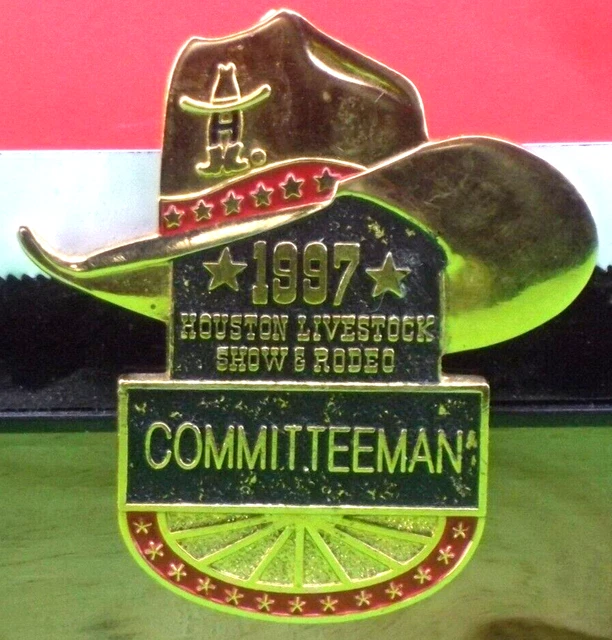 H
1997
HOUSTON LIVESTOCK
SHOW & RODEO
COMMITTEEMAN